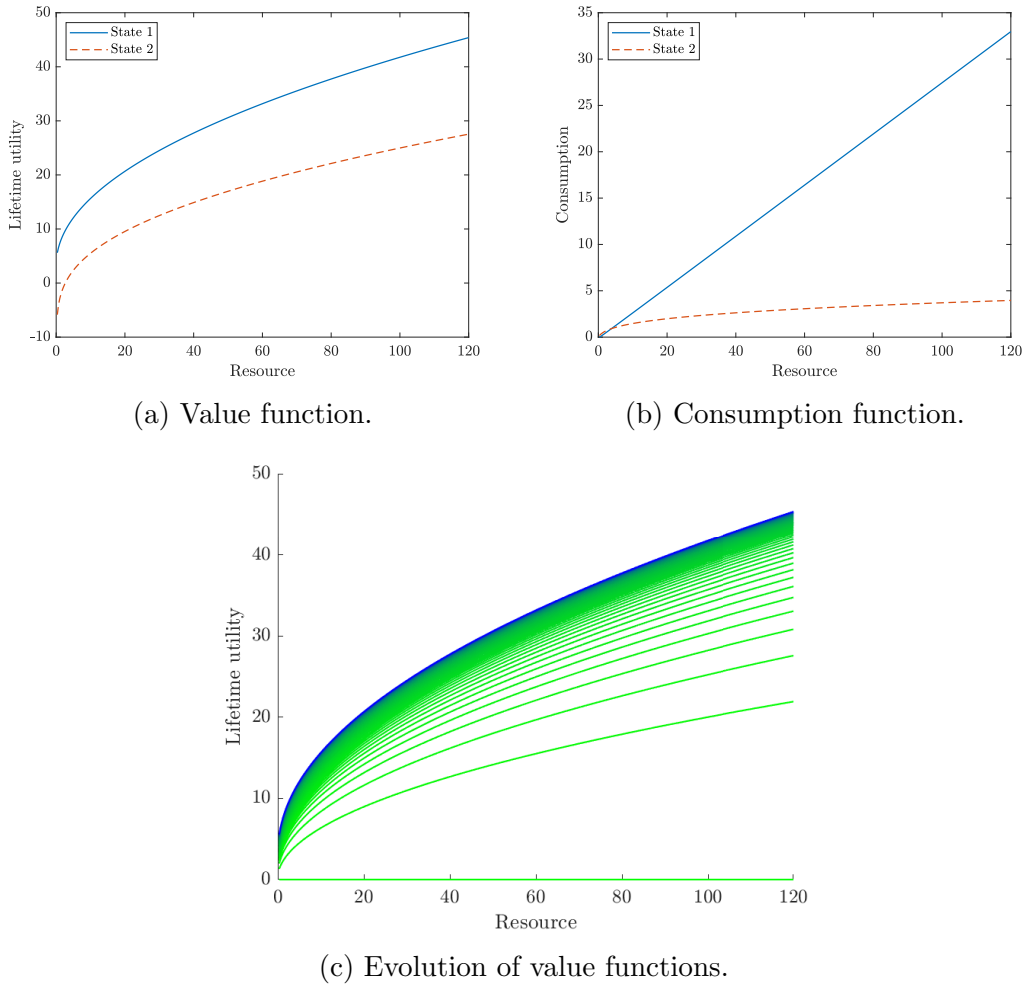 50
40
30
20
10
0
-10
0 20 40 60 80 100 120
Lifetime utility
Resource
State 1
State 2
(a) Value function.
35
30
25
20
15
10
5
0
0 20 40 60 80 100 120
Consumption
Resource
State 1
State 2
(b) Consumption function.
50
40
30
20
10
0
0 20 40 60 80 100 120
Lifetime utility
Resource
(c) Evolution of value functions.